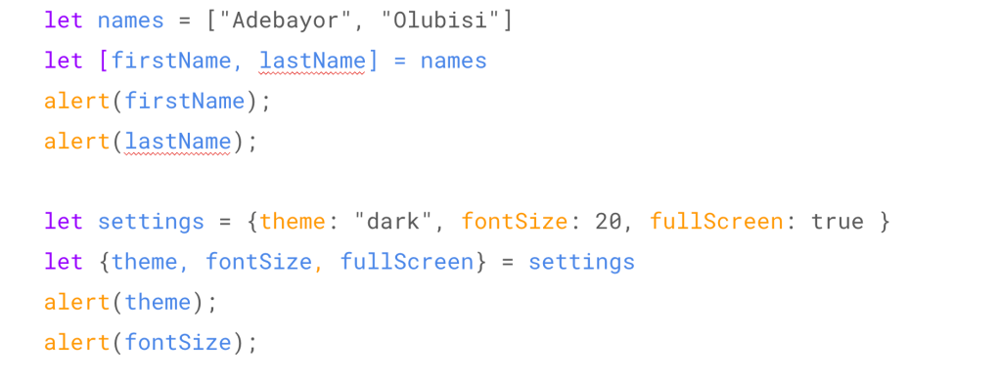 let names = ["Adebayor", "Olubisi"]
let [firstName, lastName] = names
alert(firstName);
alert(lastName);
let settings = {theme: "dark", fontSize: 20, fullScreen: true }
let {theme, fontSize, fullScreen} = settings
alert(theme);
alert(fontSize);